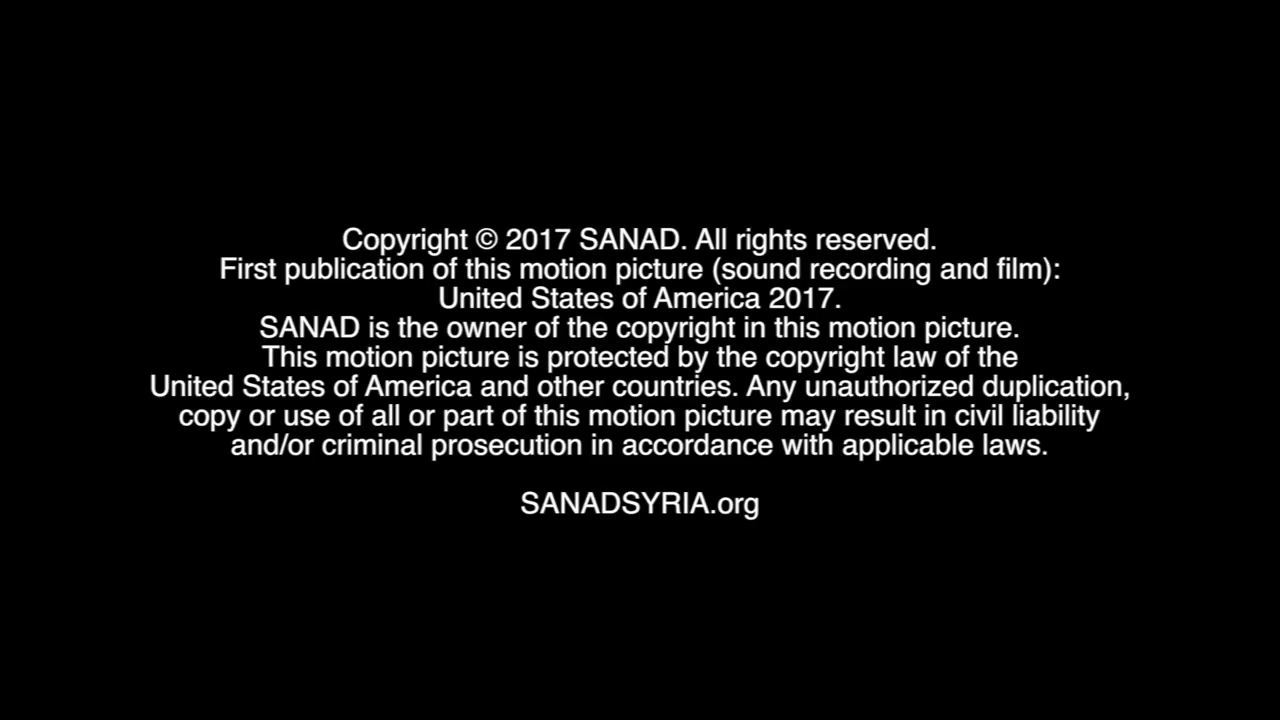 Copyright © 2017 SANAD. All rights reserved.
First publication of this motion picture (sound recording and film):
United States of America 2017.
SANAD is the owner of the copyright in this motion picture.
This motion picture is protected by the copyright law of the
United States of America and other countries. Any unauthorized duplication,
copy or use of all or part of this motion picture may result in civil liability
and/or criminal prosecution in accordance with applicable laws.
SANADSYRIA.org